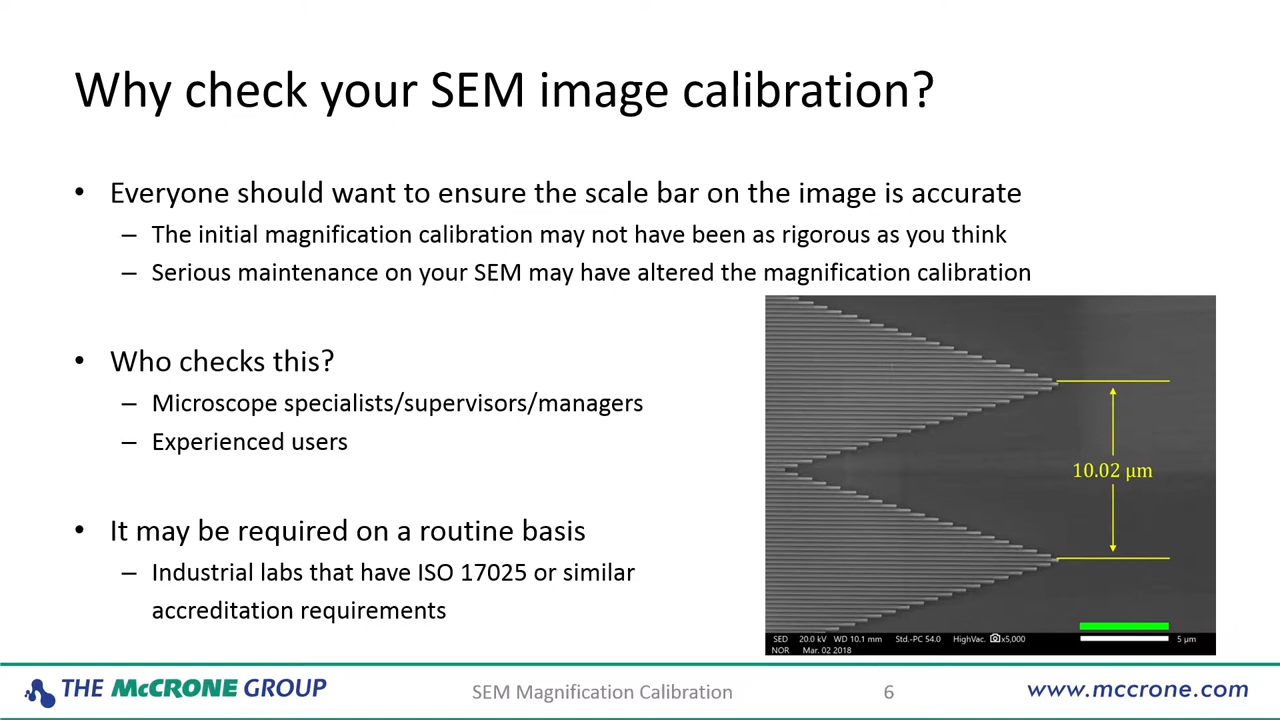 Why check your SEM image calibration?
• Everyone should want to ensure the scale bar on the image is accurate
– The initial magnification calibration may not have been as rigorous as you think
– Serious maintenance on your SEM may have altered the magnification calibration
• Who checks this?
– Microscope specialists/supervisors/managers
– Experienced users
• It may be required on a routine basis
– Industrial labs that have ISO 17025 or similar
accreditation requirements
10.02 µm
SED 20.0 kV WD 10.1 mm Std.-PC 54.0 HighVac. x5,000 5 µm
NOR Mar. 02 2018
THE McCRONE GROUP
SEM Magnification Calibration
6
www.mccrone.com